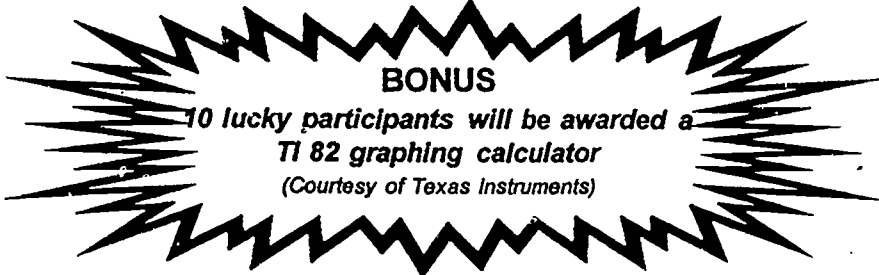 BONUS
10 lucky participants will be awarded a
TI 82 graphing calculator
(Courtesy of Texas Instruments)